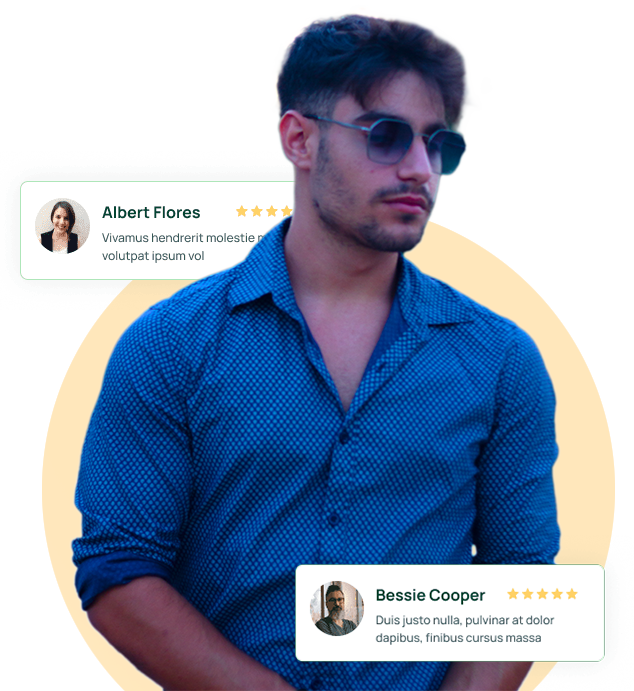 Albert Flores
Vivamus hendrerit molestie
volutpat ipsum vol
Bessie Cooper
Duis justo nulla, pulvinar at dolor
dapibus, finibus cursus massa